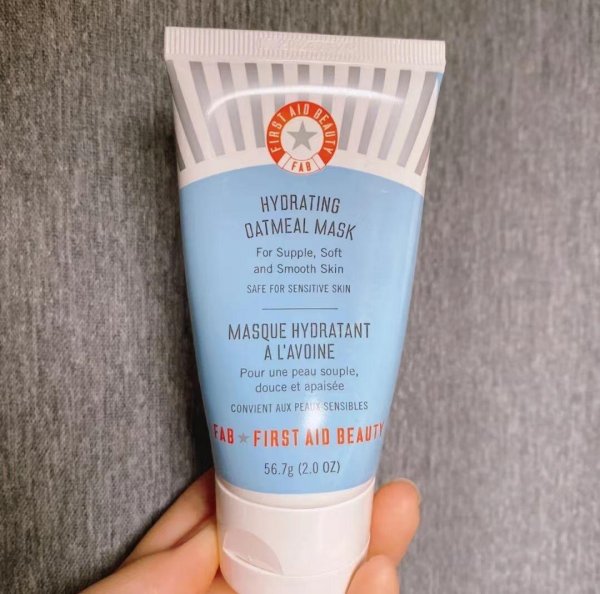 FIRST AID BEAUTY
FAB
HYDRATING
OATMEAL MASK
For Supple, Soft
and Smooth Skin
SAFE FOR SENSITIVE SKIN
MASQUE HYDRATANT
A L'AVOINE
Pour une peau souple,
douce et apaisée
CONVIENT AUX PEAUX SENSIBLES
FAB ★ FIRST AID BEAUTY
56.7g (2.0 OZ)